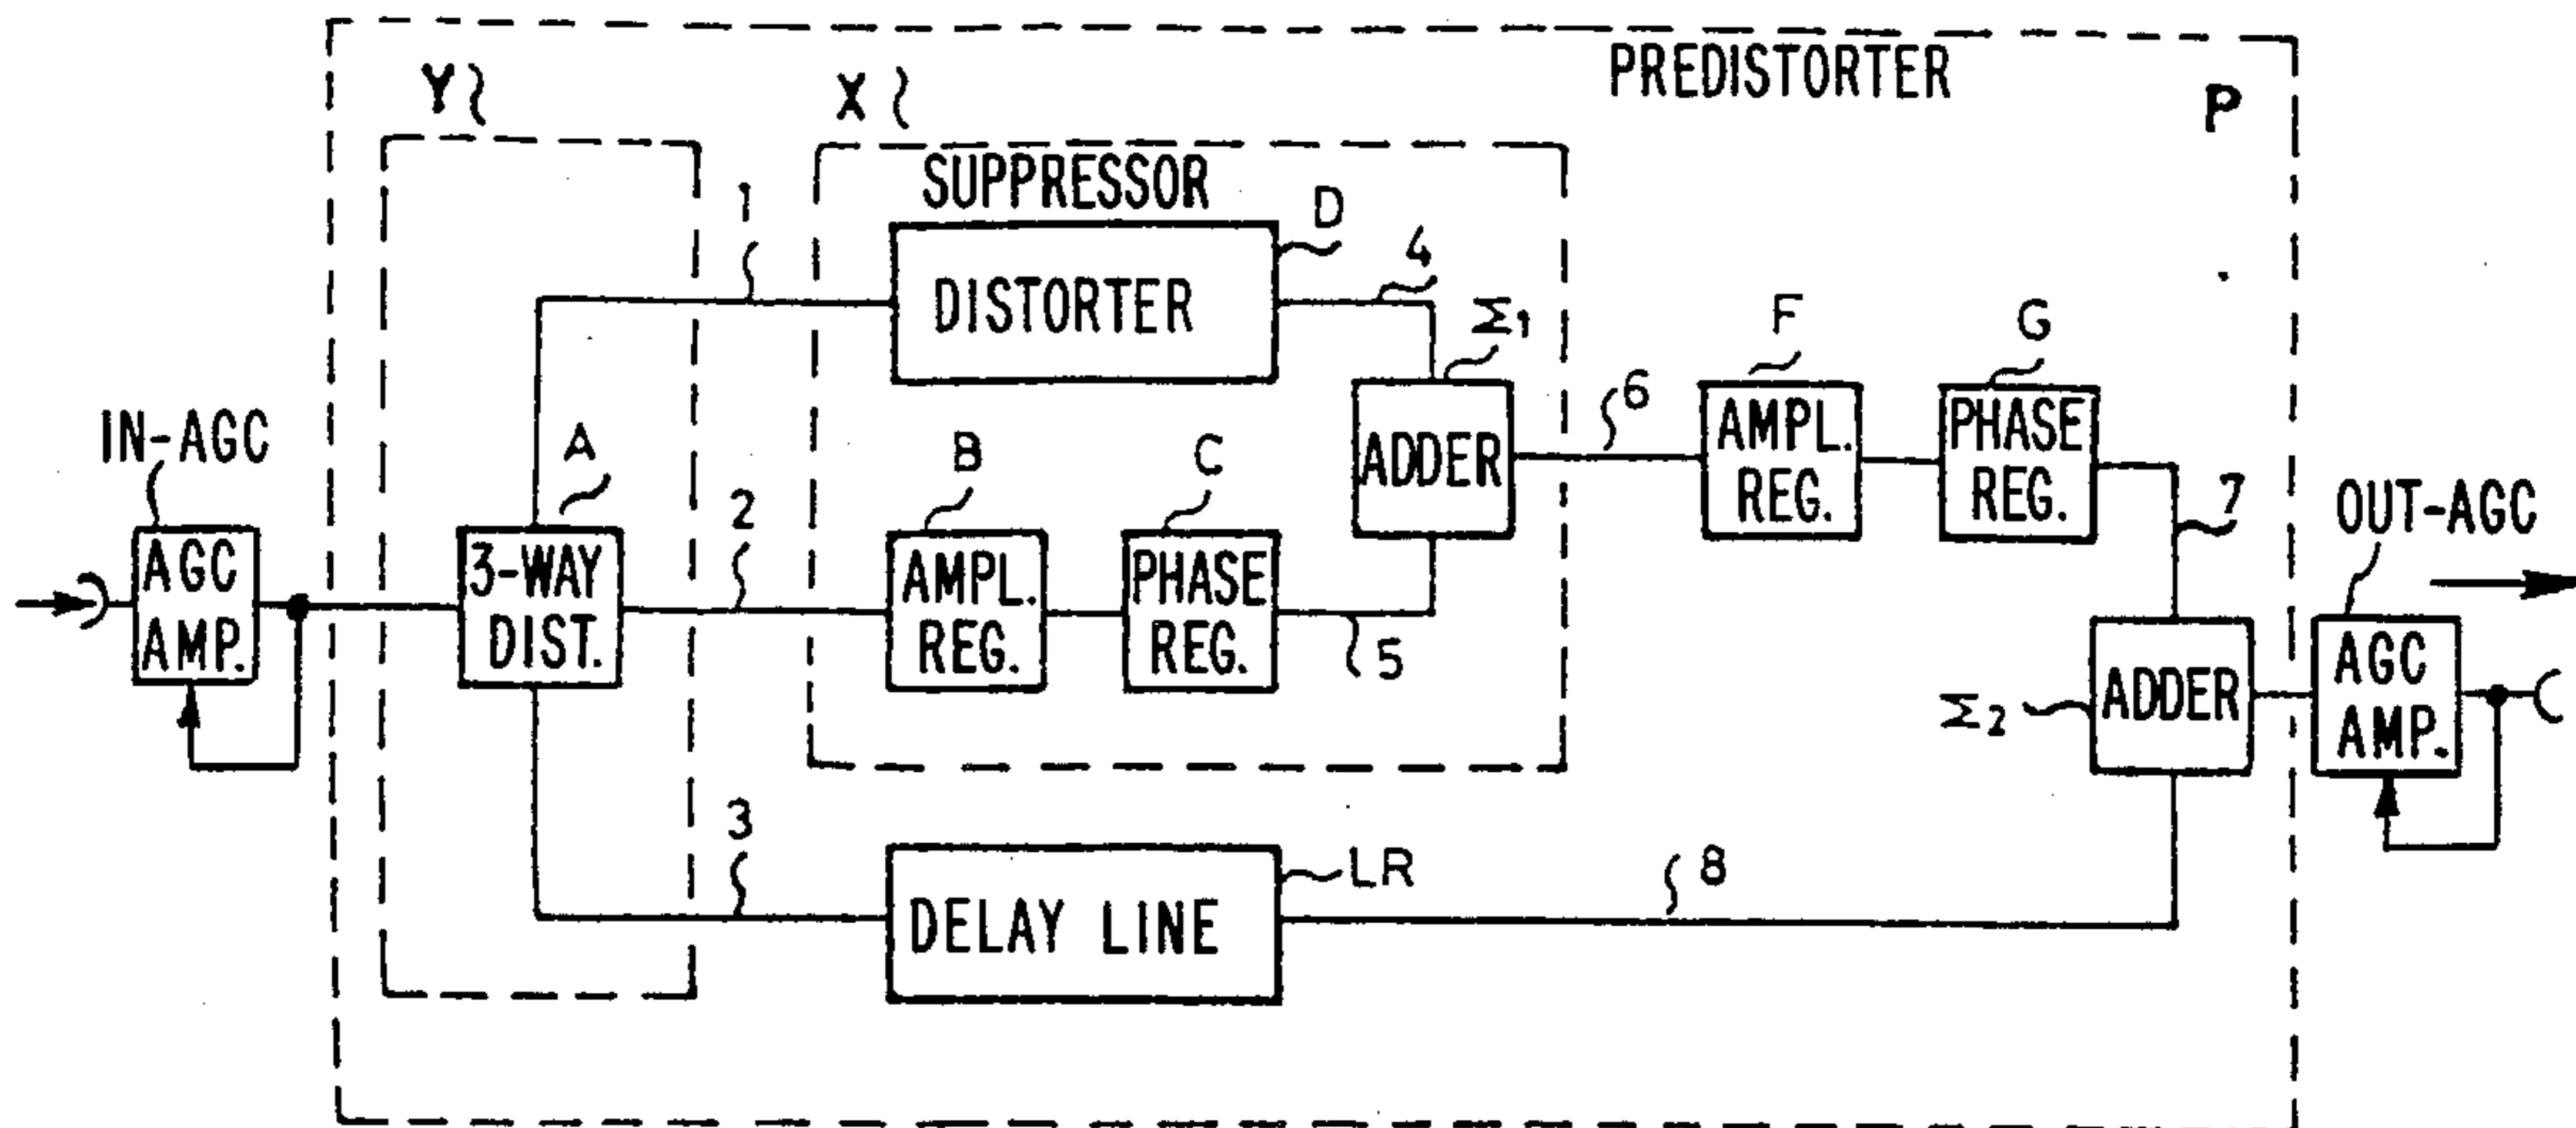 PREDISTORTER
Y
X
P
SUPPRESSOR
D
1
DISTORTER
4
Σ1
F
G
IN-AGC
A
B
C
ADDER
6
AMPL.
REG.
PHASE
REG.
7
OUT-AGC
AGC
AMP.
3-WAY
DIST.
2
AMPL.
REG.
PHASE
REG.
5
Σ2
ADDER
AGC
AMP.
3
DELAY LINE
LR
8